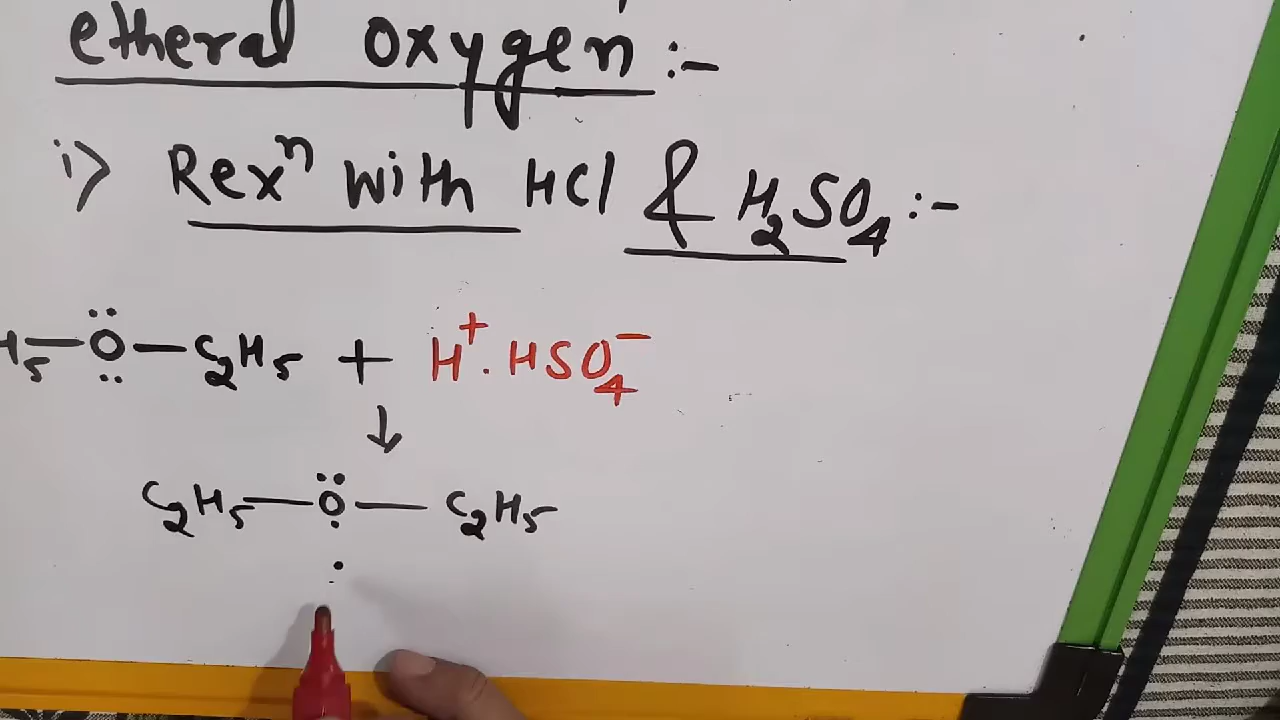 etheral oxygen :-
i) Rexⁿ with HCl & H₂SO₄ :-
H₅—Ö—C₂H₅ + H⁺.HSO₄⁻
↓
C₂H₅—Ö—C₂H₅